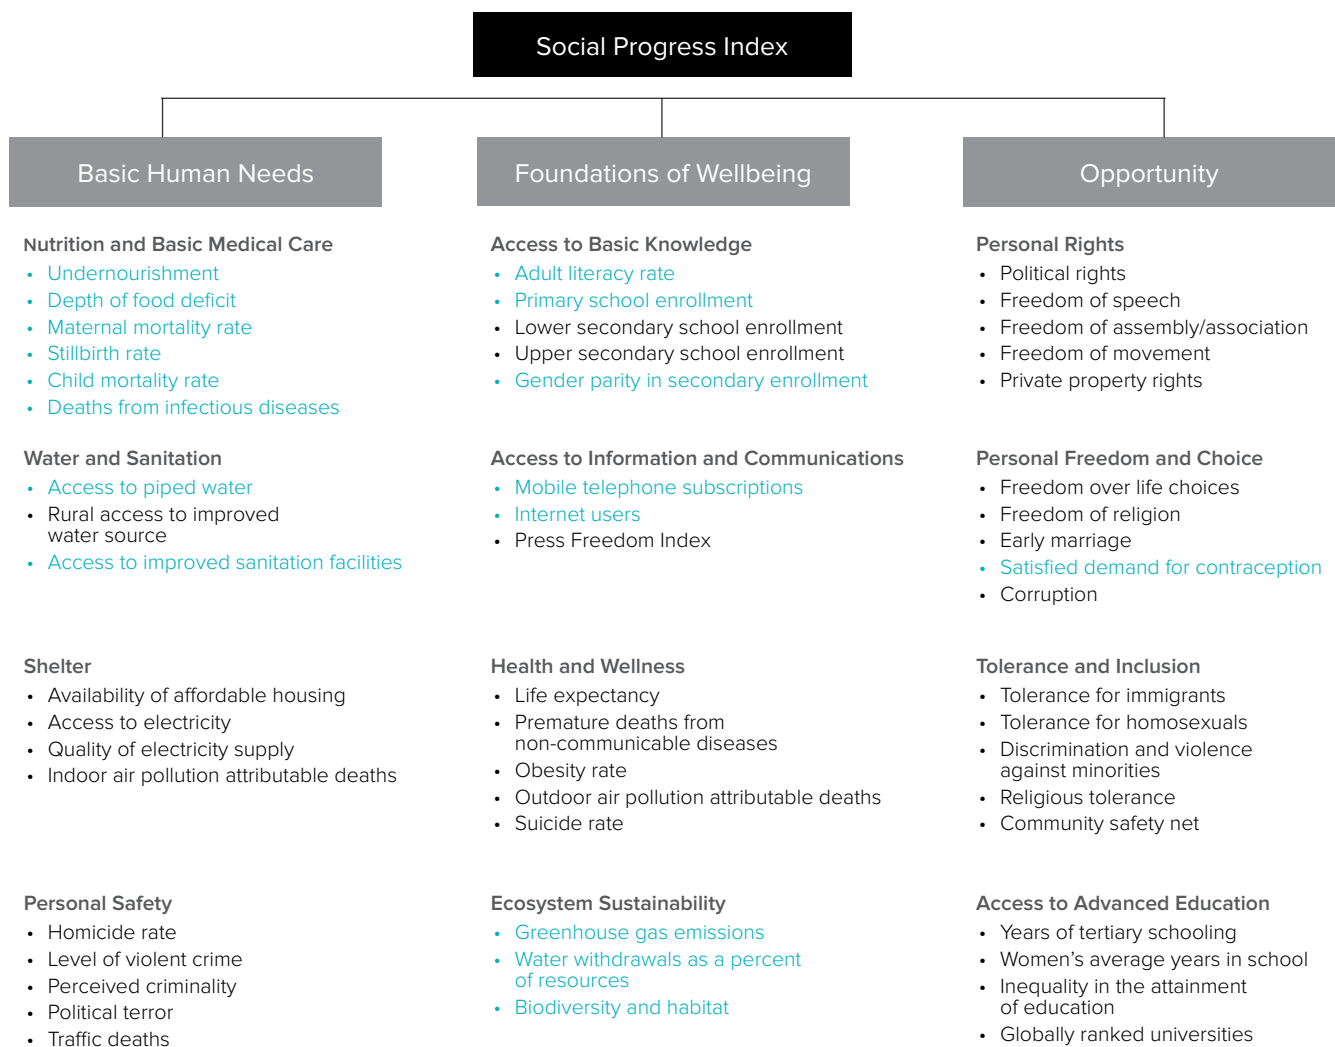 Social Progress Index
Basic Human Needs
Nutrition and Basic Medical Care
• Undernourishment
• Depth of food deficit
• Maternal mortality rate
• Stillbirth rate
• Child mortality rate
• Deaths from infectious diseases
Water and Sanitation
• Access to piped water
• Rural access to improved
water source
• Access to improved sanitation facilities
Shelter
• Availability of affordable housing
• Access to electricity
• Quality of electricity supply
• Indoor air pollution attributable deaths
Personal Safety
• Homicide rate
• Level of violent crime
• Perceived criminality
• Political terror
• Traffic deaths
Foundations of Wellbeing
Access to Basic Knowledge
• Adult literacy rate
• Primary school enrollment
• Lower secondary school enrollment
• Upper secondary school enrollment
• Gender parity in secondary enrollment
Access to Information and Communications
• Mobile telephone subscriptions
• Internet users
• Press Freedom Index
Health and Wellness
• Life expectancy
• Premature deaths from
non-communicable diseases
• Obesity rate
• Outdoor air pollution attributable deaths
• Suicide rate
Ecosystem Sustainability
• Greenhouse gas emissions
• Water withdrawals as a percent
of resources
• Biodiversity and habitat
Opportunity
Personal Rights
• Political rights
• Freedom of speech
• Freedom of assembly/association
• Freedom of movement
• Private property rights
Personal Freedom and Choice
• Freedom over life choices
• Freedom of religion
• Early marriage
• Satisfied demand for contraception
• Corruption
Tolerance and Inclusion
• Tolerance for immigrants
• Tolerance for homosexuals
• Discrimination and violence
against minorities
• Religious tolerance
• Community safety net
Access to Advanced Education
• Years of tertiary schooling
• Women’s average years in school
• Inequality in the attainment
of education
• Globally ranked universities